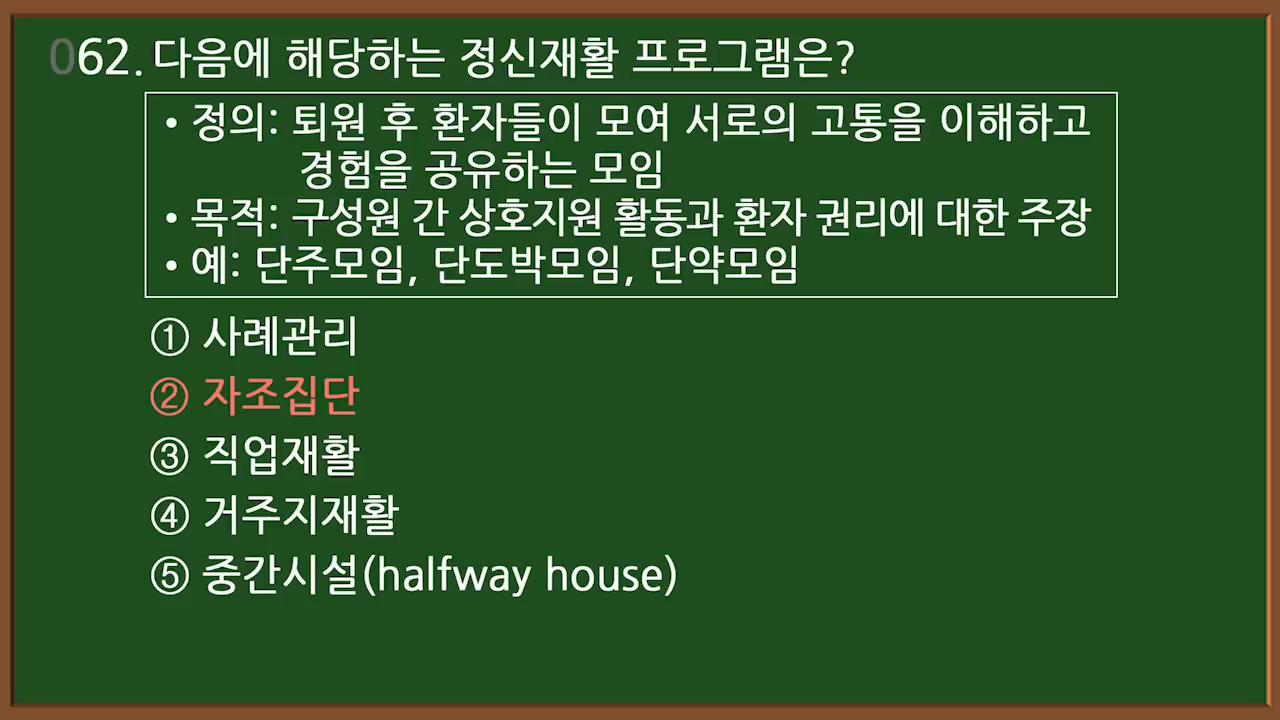 062. 다음에 해당하는 정신재활 프로그램은?
• 정의: 퇴원 후 환자들이 모여 서로의 고통을 이해하고
경험을 공유하는 모임
• 목적: 구성원 간 상호지원 활동과 환자 권리에 대한 주장
• 예: 단주모임, 단도박모임, 단약모임
① 사례관리
② 자조집단
③ 직업재활
④ 거주지재활
⑤ 중간시설(halfway house)